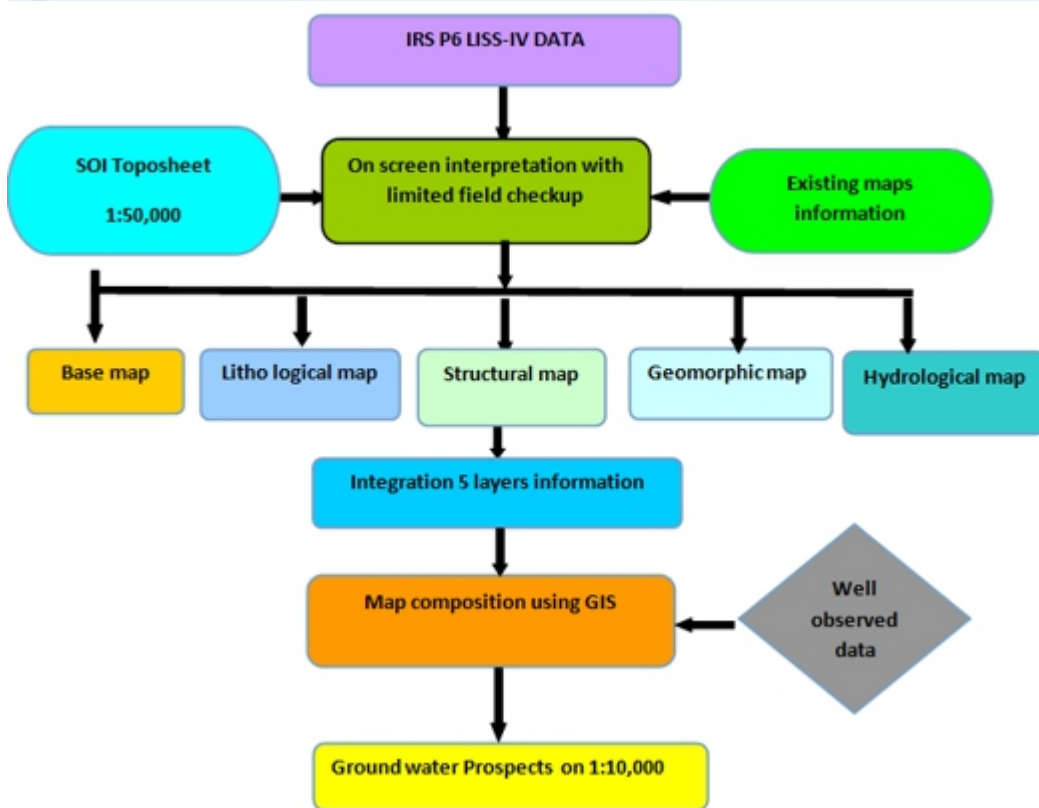 IRS P6 LISS-IV DATA
SOI Toposheet
1:50,000
On screen interpretation with
limited field checkup
Existing maps
information
Base map
Litho logical map
Structural map
Geomorphic map
Hydrological map
Integration 5 layers information
Map composition using GIS
Well
observed
data
Ground water Prospects on 1:10,000